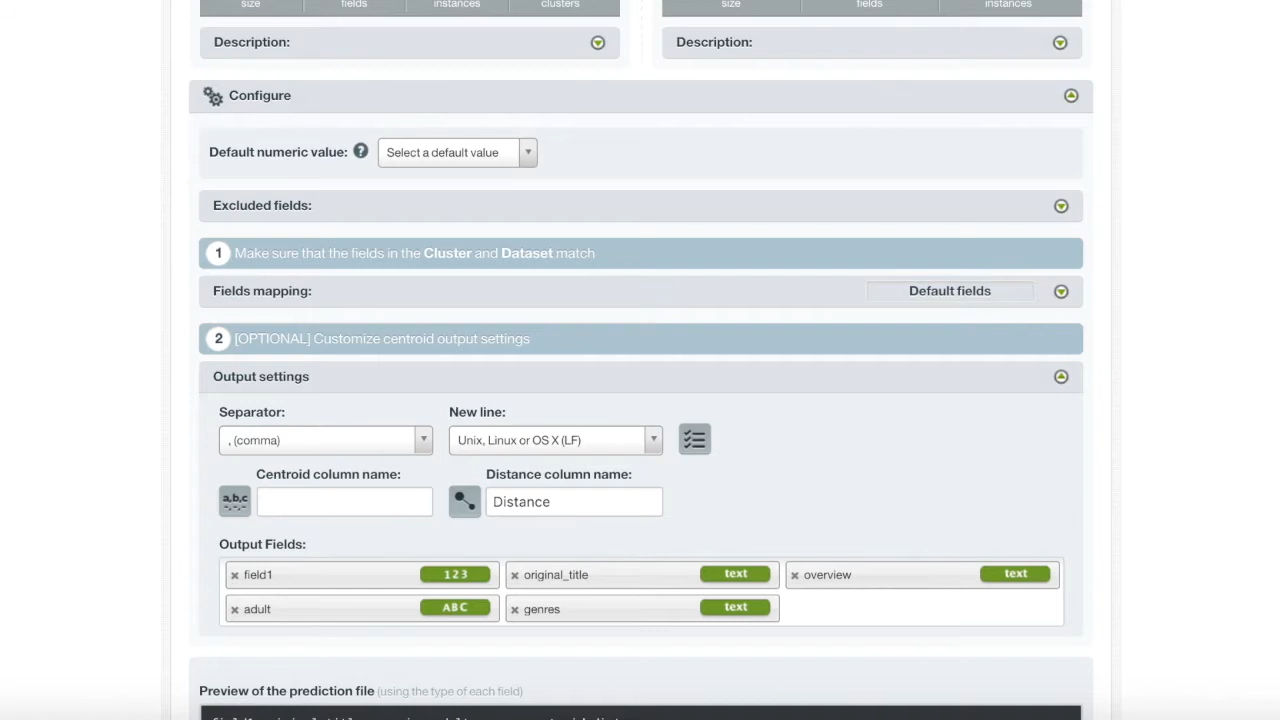 size fields instances clusters size fields instances
Description: Description:
Configure
Default numeric value: ? Select a default value
Excluded fields:
1 Make sure that the fields in the Cluster and Dataset match
Fields mapping: Default fields
2 [OPTIONAL] Customize centroid output settings
Output settings
Separator: New line:
, (comma) Unix, Linux or OS X (LF)
Centroid column name: Distance column name:
a,b,c Distance
Output Fields:
× field1 123 × original_title text × overview text
× adult ABC × genres text
Preview of the prediction file (using the type of each field)